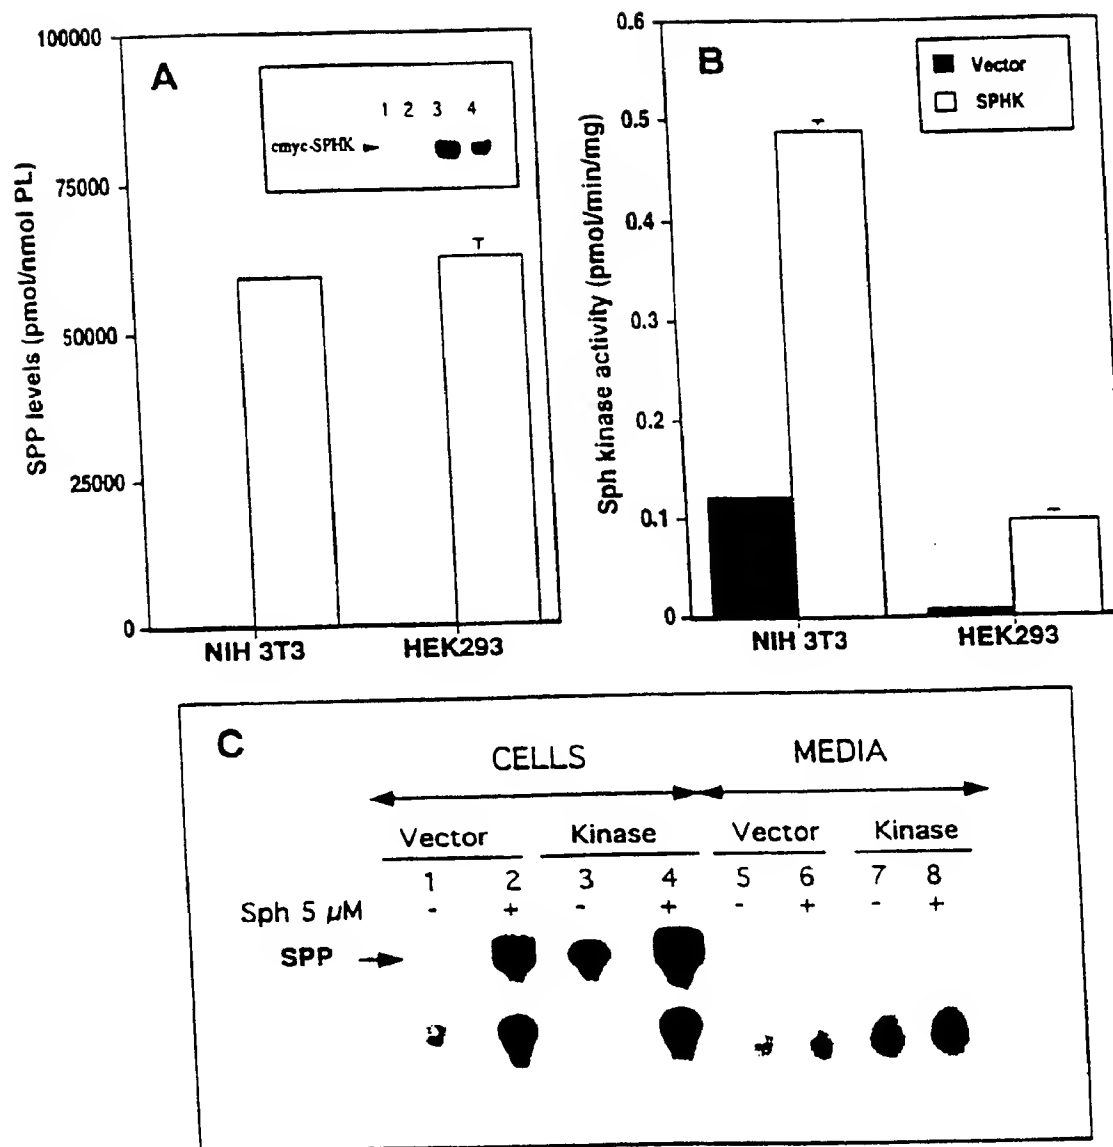 A
SPP levels (pmol/nmol PL)
100000
75000
50000
25000
0
1 2 3 4
cmyc-SPHK
NIH 3T3 HEK293
B
Sph kinase activity (pmol/min/mg)
0.6
0.5
0.4
0.3
0.2
0.1
0
Vector
SPHK
NIH 3T3 HEK293
C
CELLS MEDIA
Vector Kinase Vector Kinase
1 2 3 4 5 6 7 8
Sph 5 µM - + - + - + - +
SPP